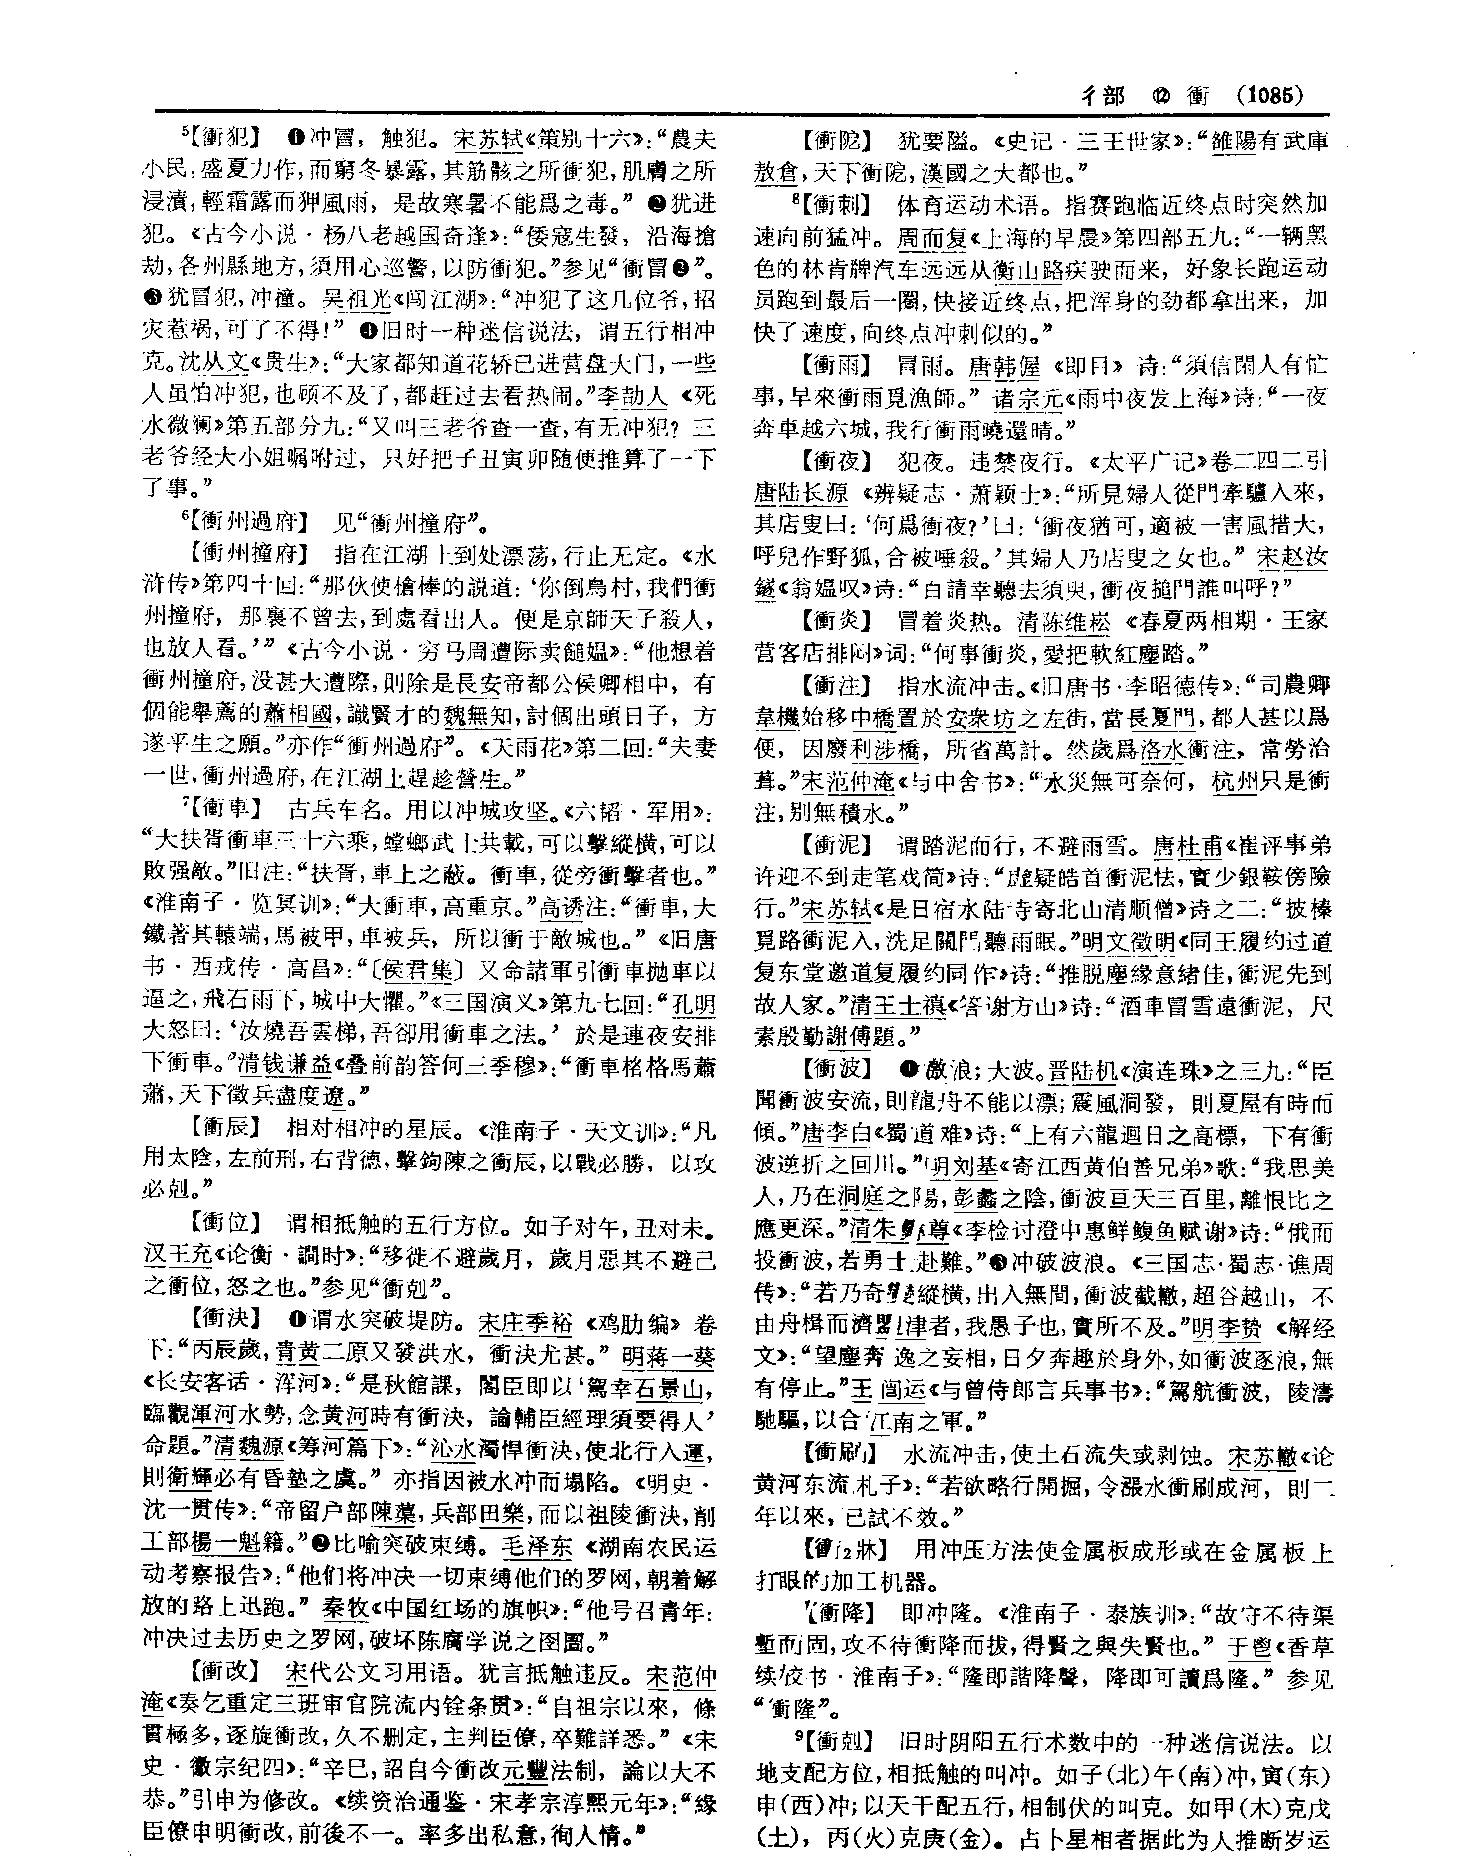 彳部 ⑫ 衝 (1085)
⁵【衝犯】 ❶冲冒，触犯。宋苏轼《策别十六》：“農夫
小民，盛夏力作，而窮冬暴露，其筋骸之所衝犯，肌膚之所
浸漬，輕霜露而狎風雨，是故寒暑不能爲之毒。”❷犹进
犯。《古今小说·杨八老越国奇逢》：“倭寇生發，沿海搶
劫，各州縣地方，須用心巡警，以防衝犯。”参见“衝冒❷”。
❸犹冒犯，冲撞。吴祖光《闯江湖》：“冲犯了这几位爷，招
灾惹祸，可了不得！”❹旧时一种迷信说法，谓五行相冲
克。沈从文《贵生》：“大家都知道花轿已进营盘大门，一些
人虽怕冲犯，也顾不及了，都赶过去看热闹。”李劼人《死
水微澜》第五部分九：“又叫三老爷查一查，有无冲犯？三
老爷经大小姐嘱咐过，只好把子丑寅卯随便推算了一下
了事。”
⁶【衝州過府】 见“衝州撞府”。
【衝州撞府】 指在江湖上到处漂荡，行止无定。《水
浒传》第四十回：“那伙使槍棒的説道：‘你倒鳥村，我們衝
州撞府，那裏不曾去，到處看出人。便是京師天子殺人，
也放人看。’”《古今小说·穷马周遭际卖䭔媪》：“他想着
衝州撞府，没甚大遭際，則除是長安帝都公侯卿相中，有
個能舉薦的蕭相國，識賢才的魏無知，討個出頭日子，方
遂平生之願。”亦作“衝州過府”。《天雨花》第二回：“夫妻
一世，衝州過府，在江湖上趕趁營生。”
⁷【衝車】 古兵车名。用以冲城攻坚。《六韬·军用》：
“大扶胥衝車三十六乘，螳螂武士共載，可以擊縱横，可以
敗强敵。”旧注：“扶胥，車上之蔽。衝車，從旁衝擊者也。”
《淮南子·览冥训》：“大衝車，高重京。”高诱注：“衝車，大
鐵著其轅端，馬被甲，車被兵，所以衝于敵城也。”《旧唐
书·西戎传·高昌》：“〔侯君集〕又命諸軍引衝車抛車以
逼之，飛石雨下，城中大懼。”《三国演义》第九七回：“孔明
大怒曰：‘汝燒吾雲梯，吾卻用衝車之法。’於是連夜安排
下衝車。”清钱谦益《叠前韵答何三季穆》：“衝車格格馬蕭
蕭，天下徵兵盡度遼。”
【衝辰】 相对相冲的星辰。《淮南子·天文训》：“凡
用太陰，左前刑，右背德，擊鉤陳之衝辰，以戰必勝，以攻
必剋。”
【衝位】 谓相抵触的五行方位。如子对午，丑对未。
汉王充《论衡·䦛时》：“移徙不避歲月，歲月惡其不避己
之衝位，怒之也。”参见“衝剋”。
【衝決】 ❶谓水突破堤防。宋庄季裕《鸡肋编》卷
下：“丙辰歲，青黄二原又發洪水，衝決尤甚。”明蒋一葵
《长安客话·浑河》：“是秋館課，閣臣即以‘駕幸石景山，
臨觀渾河水勢，念黄河時有衝決，諭輔臣經理須要得人’
命題。”清魏源《筹河篇下》：“沁水濁悍衝決，使北行入運，
則衛輝必有昏墊之虞。”亦指因被水冲而塌陷。《明史·
沈一贯传》：“帝留户部陳蕖，兵部田樂，而以祖陵衝決，削
工部楊一魁籍。”❷比喻突破束缚。毛泽东《湖南农民运
动考察报告》：“他们将冲决一切束缚他们的罗网，朝着解
放的路上迅跑。”秦牧《中国红场的旗帜》：“他号召青年：
冲决过去历史之罗网，破坏陈腐学说之囹圄。”
【衝改】 宋代公文习用语。犹言抵触违反。宋范仲
淹《奏乞重定三班审官院流内铨条贯》：“自祖宗以來，條
貫極多，逐旋衝改，久不删定，主判臣僚，卒難詳悉。”《宋
史·徽宗纪四》：“辛巳，詔自今衝改元豐法制，論以大不
恭。”引申为修改。《续资治通鉴·宋孝宗淳熙元年》：“緣
臣僚申明衝改，前後不一。率多出私意，徇人情。”
【衝阸】 犹要隘。《史记·三王世家》：“雒陽有武庫
敖倉，天下衝阸，漢國之大都也。”
⁸【衝刺】 体育运动术语。指赛跑临近终点时突然加
速向前猛冲。周而复《上海的早晨》第四部五九：“一辆黑
色的林肯牌汽车远远从衡山路疾驶而来，好象长跑运动
员跑到最后一圈，快接近终点，把浑身的劲都拿出来，加
快了速度，向终点冲刺似的。”
【衝雨】 冒雨。唐韩偓《即目》诗：“須信閑人有忙
事，早來衝雨覓漁師。”诸宗元《雨中夜发上海》诗：“一夜
奔車越六城，我行衝雨曉還晴。”
【衝夜】 犯夜。违禁夜行。《太平广记》卷二四二引
唐陆长源《辨疑志·萧颖士》：“所見婦人從門牽驢入來，
其店叟曰：‘何爲衝夜？’曰：‘衝夜猶可，適被一害風措大，
呼兒作野狐，合被唾殺。’其婦人乃店叟之女也。”宋赵汝
鐩《翁媪叹》诗：“白請幸聽去須臾，衝夜搥門誰叫呼？”
【衝炎】 冒着炎热。清陈维崧《春夏两相期·王家
营客店排闷》词：“何事衝炎，愛把軟紅塵踏。”
【衝注】 指水流冲击。《旧唐书·李昭德传》：“司農卿
韋機始移中橋置於安衆坊之左街，當長夏門，都人甚以爲
便，因廢利涉橋，所省萬計。然歲爲洛水衝注，常勞治
葺。”宋范仲淹《与中舍书》：“水災無可奈何，杭州只是衝
注，别無積水。”
【衝泥】 谓踏泥而行，不避雨雪。唐杜甫《崔评事弟
许迎不到走笔戏简》诗：“虚疑皓首衝泥怯，實少銀鞍傍險
行。”宋苏轼《是日宿水陆寺寄北山清顺僧》诗之二：“披榛
覓路衝泥入，洗足關門聽雨眠。”明文徵明《同王履约过道
复东堂邀道复履约同作》诗：“推脱塵緣意緒佳，衝泥先到
故人家。”清王士禛《答谢方山》诗：“酒車冒雪遠衝泥，尺
素殷勤謝傅題。”
【衝波】 ❶激浪；大波。晋陆机《演连珠》之三九：“臣
聞衝波安流，則龍舟不能以漂；震風洞發，則夏屋有時而
傾。”唐李白《蜀道难》诗：“上有六龍迴日之高標，下有衝
波逆折之回川。”明刘基《寄江西黄伯善兄弟》歌：“我思美
人，乃在洞庭之陽，彭蠡之陰，衝波亘天三百里，離恨比之
應更深。”清朱彝尊《李检讨澄中惠鲜鳆鱼赋谢》诗：“俄而
投衝波，若勇士赴難。”❷冲破波浪。《三国志·蜀志·谯周
传》：“若乃奇變縱横，出入無間，衝波截轍，超谷越山，不
由舟楫而濟盟津者，我愚子也，實所不及。”明李贽《解经
文》：“望塵奔逸之妄相，日夕奔趣於身外，如衝波逐浪，無
有停止。”王闿运《与曾侍郎言兵事书》：“駕航衝波，陵濤
馳驅，以合江南之軍。”
【衝刷】 水流冲击，使土石流失或剥蚀。宋苏辙《论
黄河东流札子》：“若欲略行開掘，令漲水衝刷成河，則二
年以來，已試不效。”
【衝₂牀】 用冲压方法使金属板成形或在金属板上
打眼的加工机器。
【衝降】 即冲隆。《淮南子·泰族训》：“故守不待渠
塹而固，攻不待衝降而拔，得賢之與失賢也。”于鬯《香草
续校书·淮南子》：“隆即諧降聲，降即可讀爲隆。”参见
“衝隆”。
⁹【衝剋】 旧时阴阳五行术数中的一种迷信说法。以
地支配方位，相抵触的叫冲。如子(北)午(南)冲，寅(东)
申(西)冲；以天干配五行，相制伏的叫克。如甲(木)克戊
(土)，丙(火)克庚(金)。占卜星相者据此为人推断岁运